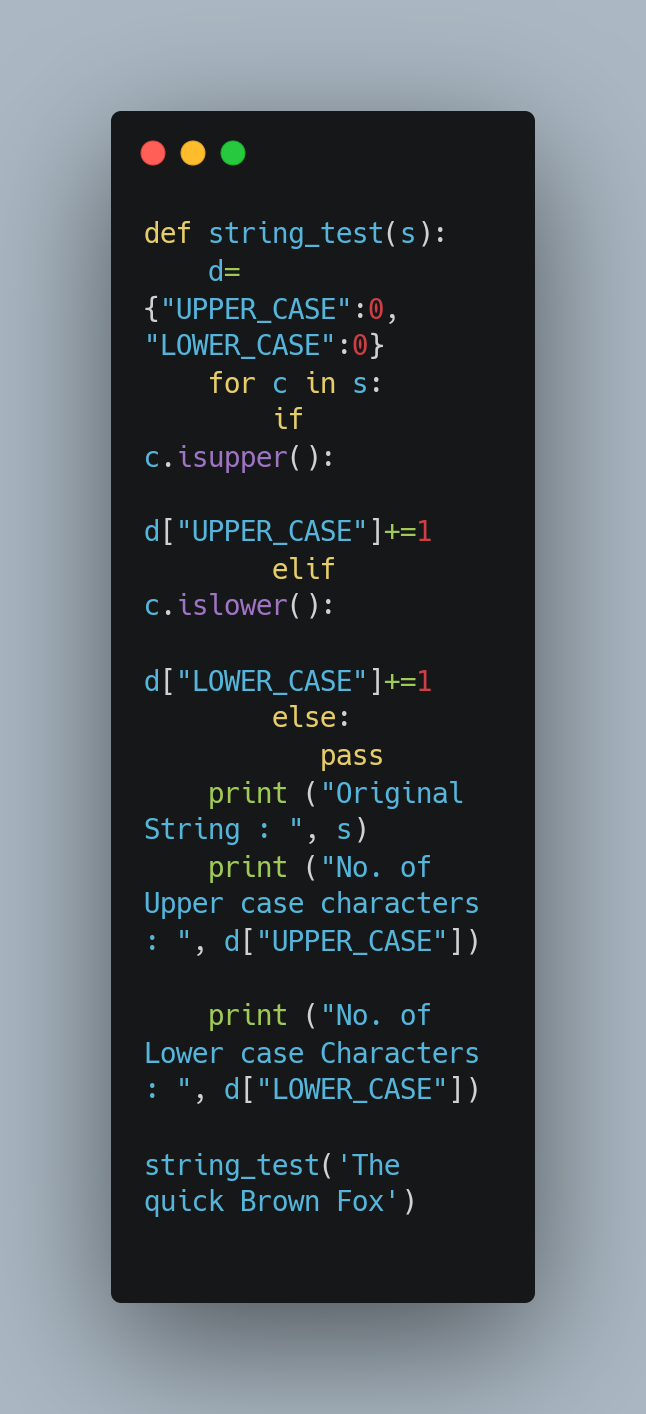 def string_test(s):
    d=
{"UPPER_CASE":0,
"LOWER_CASE":0}
    for c in s:
        if
c.isupper():

d["UPPER_CASE"]+=1
        elif
c.islower():

d["LOWER_CASE"]+=1
        else:
           pass
    print ("Original
String : ", s)
    print ("No. of
Upper case characters
: ", d["UPPER_CASE"])

    print ("No. of
Lower case Characters
: ", d["LOWER_CASE"])

string_test('The
quick Brown Fox')